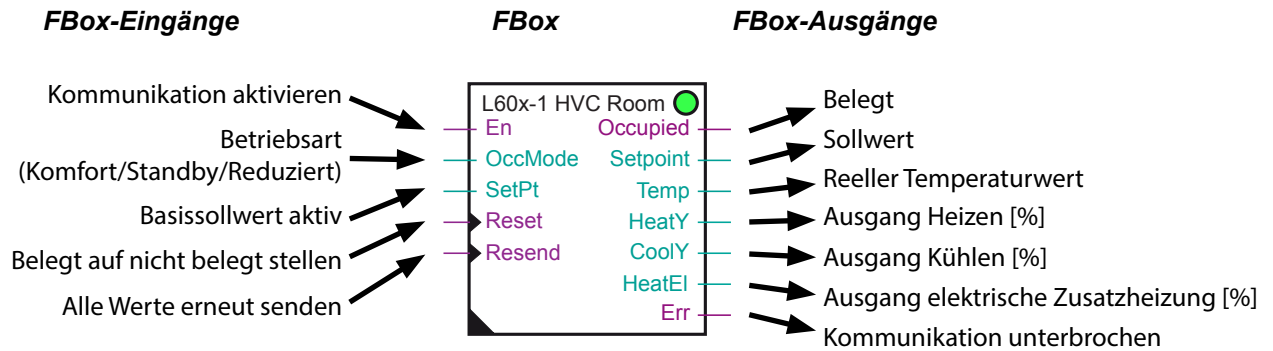 FBox-Eingänge
FBox
FBox-Ausgänge
Kommunikation aktivieren
Betriebsart
(Komfort/Standby/Reduziert)
Basissollwert aktiv
Belegt auf nicht belegt stellen
Alle Werte erneut senden
L60x-1 HVC Room
En
Occupied
OccMode
Setpoint
SetPt
Temp
Reset
HeatY
Resend
CoolY
HeatEl
Err
Belegt
Sollwert
Reeller Temperaturwert
Ausgang Heizen [%]
Ausgang Kühlen [%]
Ausgang elektrische Zusatzheizung [%]
Kommunikation unterbrochen